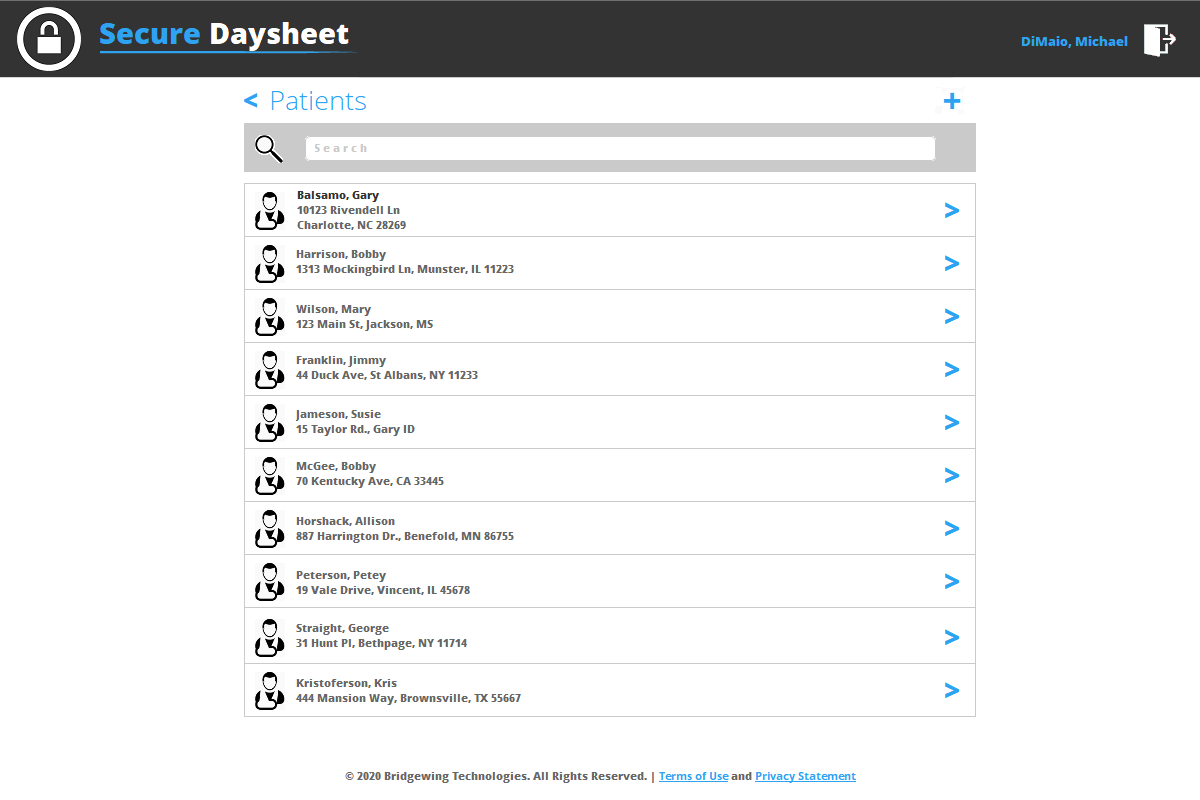 Secure Daysheet
DiMaio, Michael
< Patients +
Search
Balsamo, Gary
10123 Rivendell Ln
Charlotte, NC 28269
>
Harrison, Bobby
1313 Mockingbird Ln, Munster, IL 11223
>
Wilson, Mary
123 Main St, Jackson, MS
>
Franklin, Jimmy
44 Duck Ave, St Albans, NY 11233
>
Jameson, Susie
15 Taylor Rd., Gary ID
>
McGee, Bobby
70 Kentucky Ave, CA 33445
>
Horshack, Allison
887 Harrington Dr., Benefold, MN 86755
>
Peterson, Petey
19 Vale Drive, Vincent, IL 45678
>
Straight, George
31 Hunt Pl, Bethpage, NY 11714
>
Kristoferson, Kris
444 Mansion Way, Brownsville, TX 55667
>
© 2020 Bridgewing Technologies. All Rights Reserved. | Terms of Use and Privacy Statement